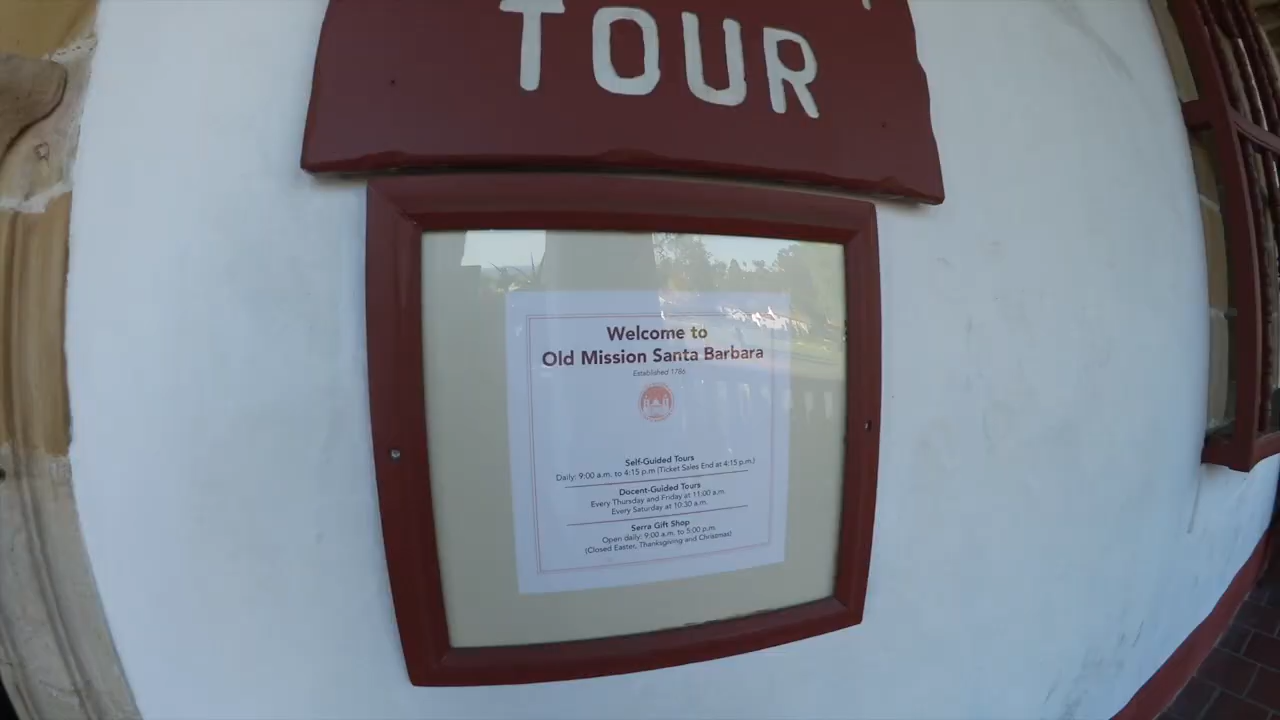 TOUR
Welcome to
Old Mission Santa Barbara
Established 1786
Self-Guided Tours
Daily: 9:00 a.m. to 4:15 p.m (Ticket Sales End at 4:15 p.m.)
Docent-Guided Tours
Every Thursday and Friday at 11:00 a.m.
Every Saturday at 10:30 a.m.
Serra Gift Shop
Open daily: 9:00 a.m. to 5:00 p.m.
(Closed Easter, Thanksgiving and Christmas)